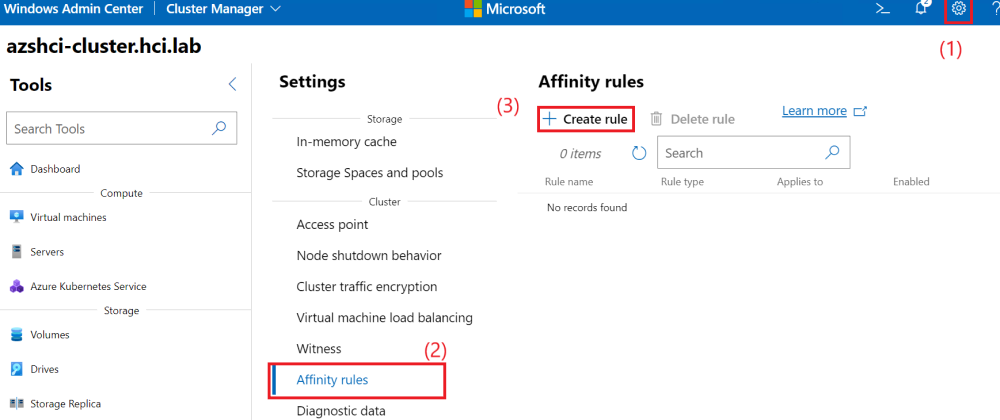 Windows Admin Center | Cluster Manager
Microsoft
2
?
(1)
azshci-cluster.hci.lab
Tools
Search Tools
Dashboard
Compute
Virtual machines
Servers
Azure Kubernetes Service
Storage
Volumes
Drives
Storage Replica
Settings
Storage
In-memory cache
Storage Spaces and pools
Cluster
Access point
Node shutdown behavior
Cluster traffic encryption
Virtual machine load balancing
Witness
(2)
Affinity rules
Diagnostic data
Affinity rules
(3)
Create rule Delete rule Learn more
0 items Search
Rule name Rule type Applies to Enabled
No records found